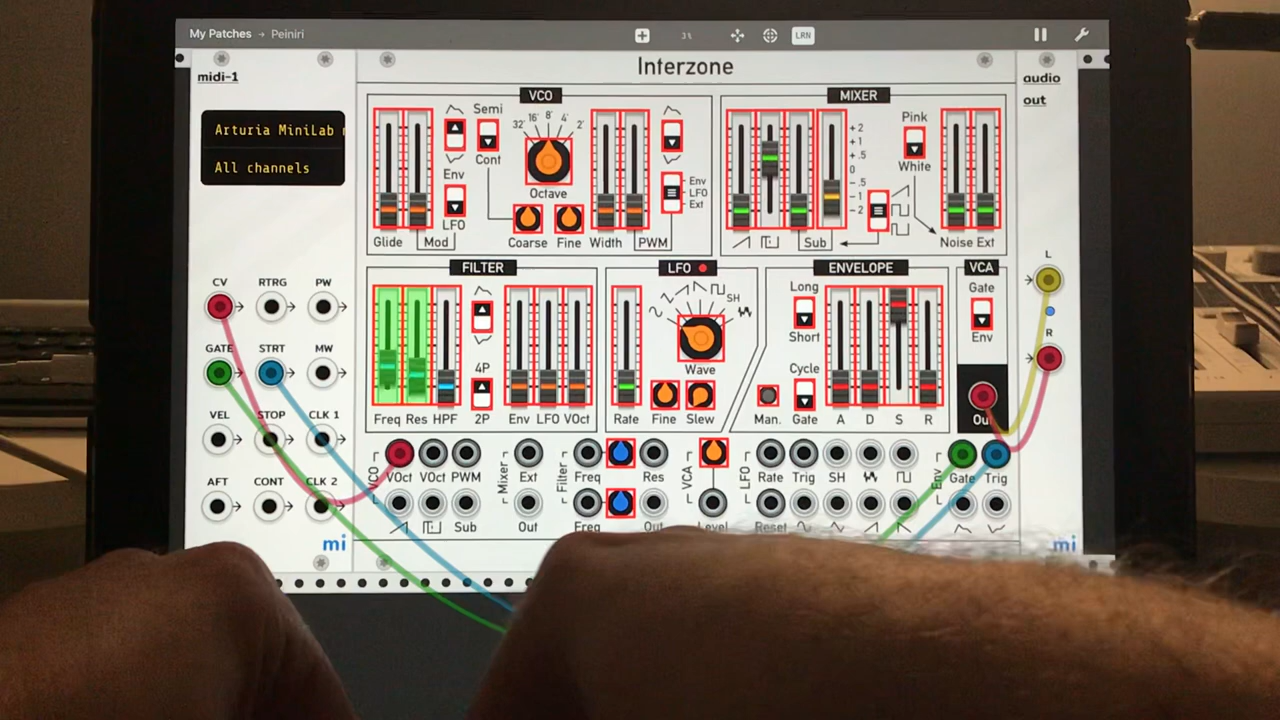 My Patches → Peiniri
3%
LRN
midi-1
Interzone
audio
out
Arturia MiniLab
All channels
VCO
Semi
Cont
32' 16' 8' 4' 2'
Octave
Env
LFO
Env
LFO
Ext
Glide Mod Coarse Fine Width PWM
MIXER
+2
+1
+.5
0
-.5
-1
-2
Pink
White
Sub Noise Ext
FILTER
4P
2P
Freq Res HPF Env LFO VOct
LFO
SH
Wave
Rate Fine Slew
ENVELOPE
Long
Short
Cycle
Man. Gate A D S R
VCA
Gate
Env
Out
L
R
CV RTRG PW
GATE STRT MW
VEL STOP CLK 1
AFT CONT CLK 2
VCO VOct VOct PWM
Sub
Mixer Ext
Out
Filter Freq Res
Freq Out
VCA
Level
LFO Rate Trig SH
Reset
Env Gate Trig
mi
mi